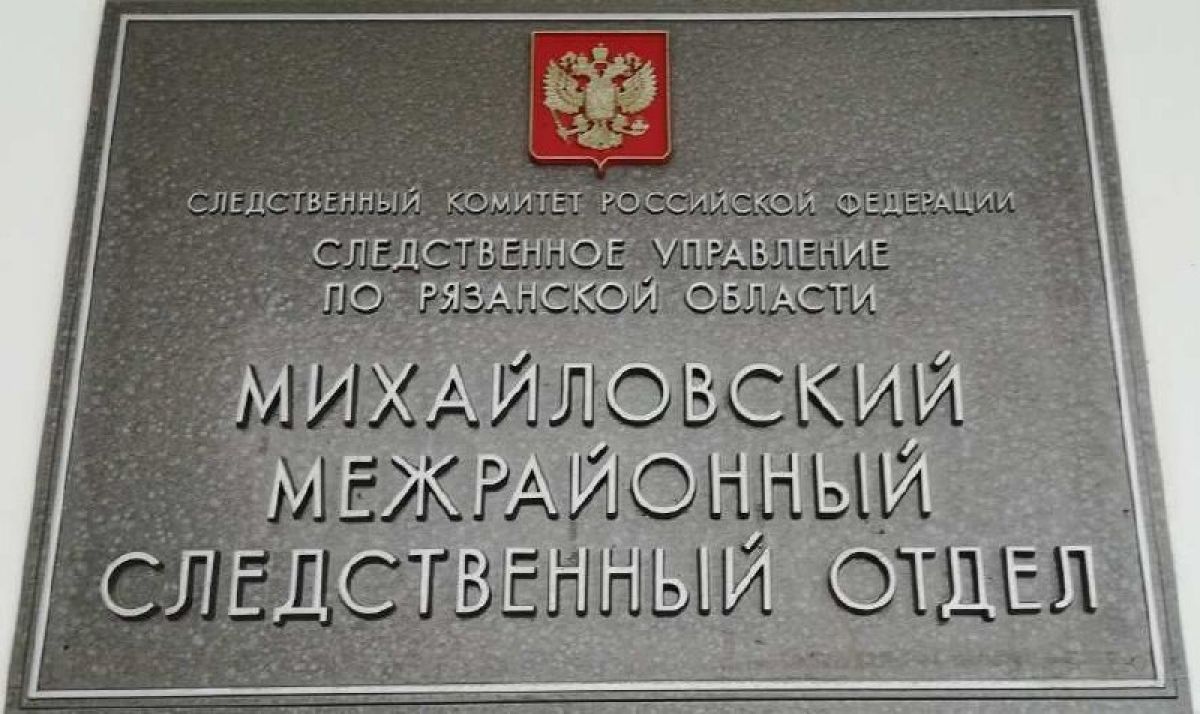 СЛЕДСТВЕННЫЙ КОМИТЕТ РОССИЙСКОЙ ФЕДЕРАЦИИ
СЛЕДСТВЕННОЕ УПРАВЛЕНИЕ
ПО РЯЗАНСКОЙ ОБЛАСТИ
МИХАЙЛОВСКИЙ
МЕЖРАЙОННЫЙ
СЛЕДСТВЕННЫЙ ОТДЕЛ